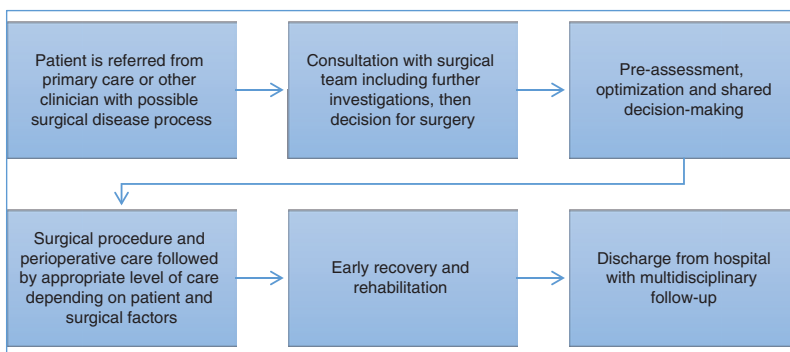 Patient is referred from
primary care or other
clinician with possible
surgical disease process
Consultation with surgical
team including further
investigations, then
decision for surgery
Pre-assessment,
optimization and shared
decision-making
Surgical procedure and
perioperative care followed
by appropriate level of care
depending on patient and
surgical factors
Early recovery and
rehabilitation
Discharge from hospital
with multidisciplinary
follow-up